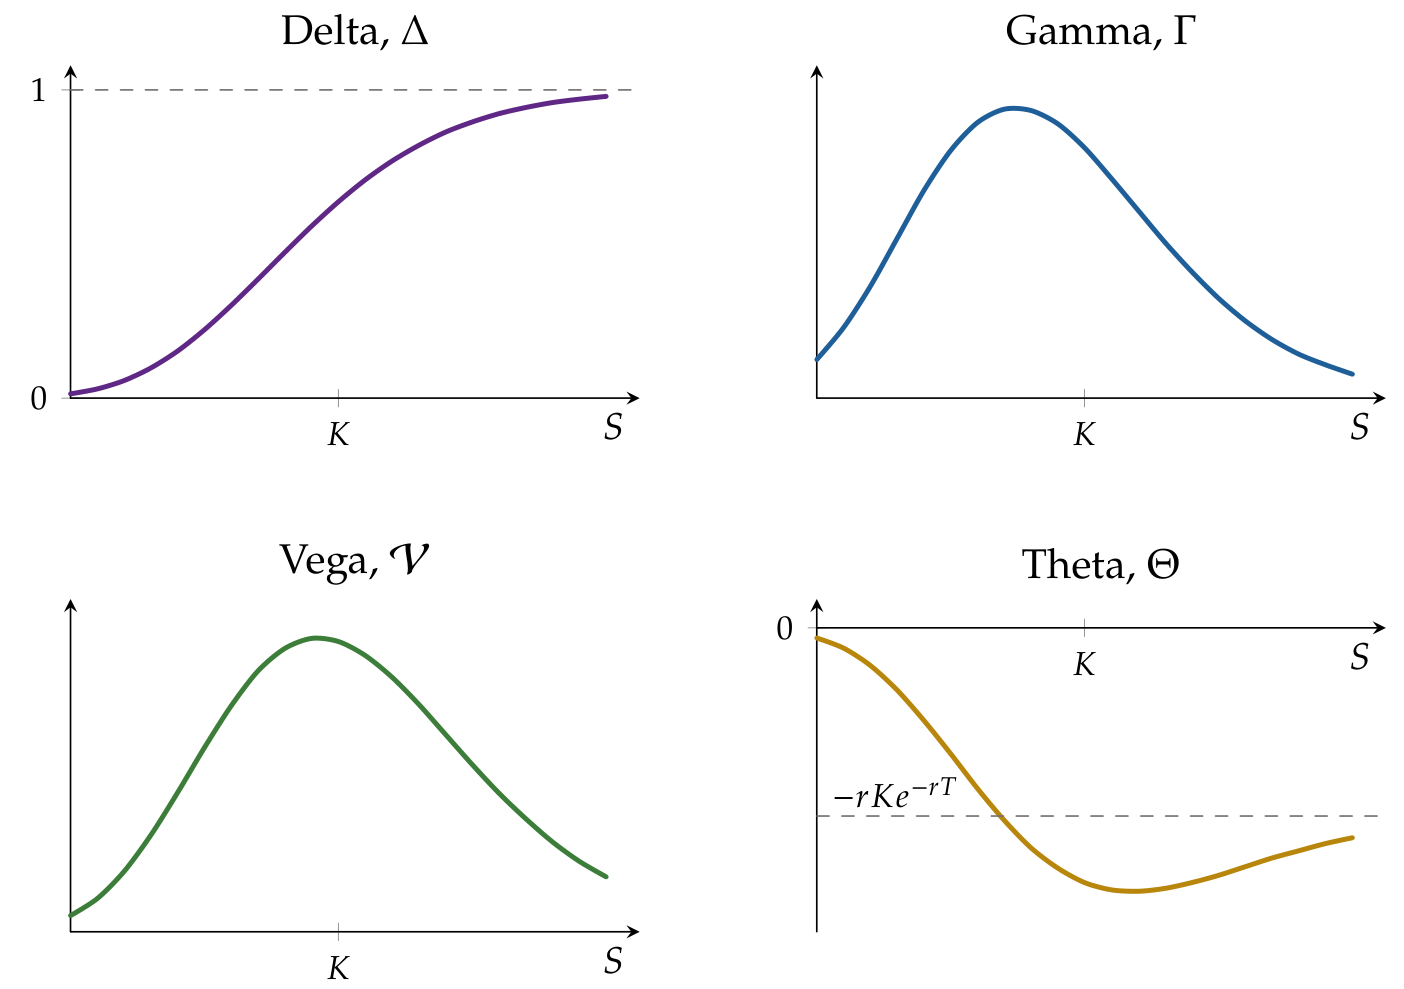 Delta, Δ
1
0
K
S
Gamma, Γ
K
S
Vega, 𝒱
K
S
Theta, Θ
0
K
S
−rKe^{−rT}